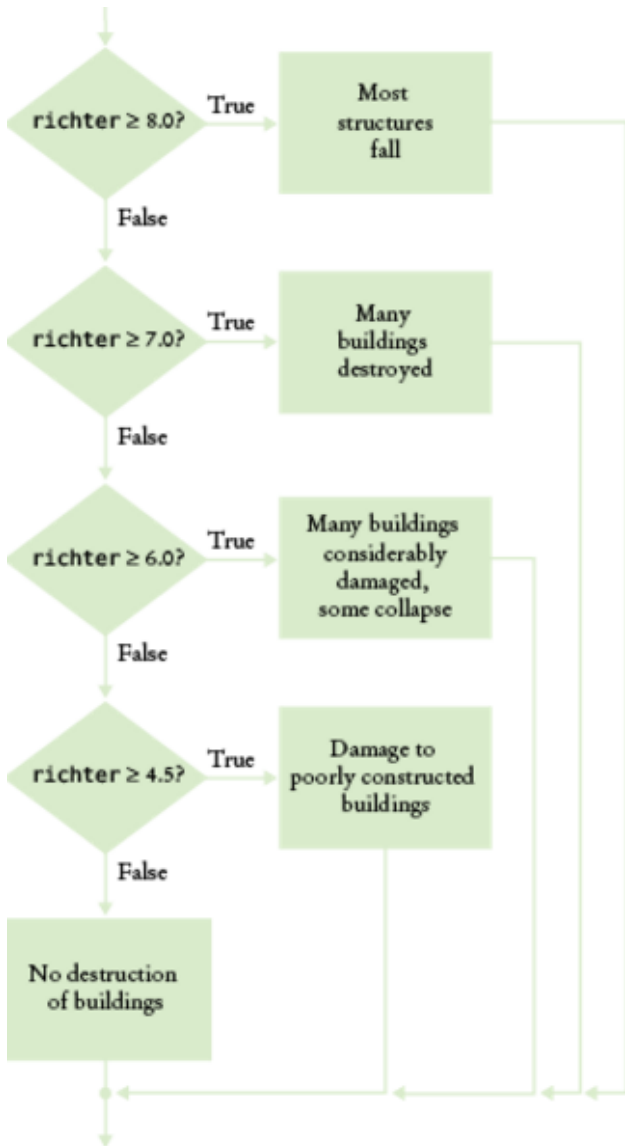 richter ≥ 8.0?
True
Most
structures
fall
False
richter ≥ 7.0?
True
Many
buildings
destroyed
False
richter ≥ 6.0?
True
Many buildings
considerably
damaged,
some collapse
False
richter ≥ 4.5?
True
Damage to
poorly constructed
buildings
False
No destruction
of buildings